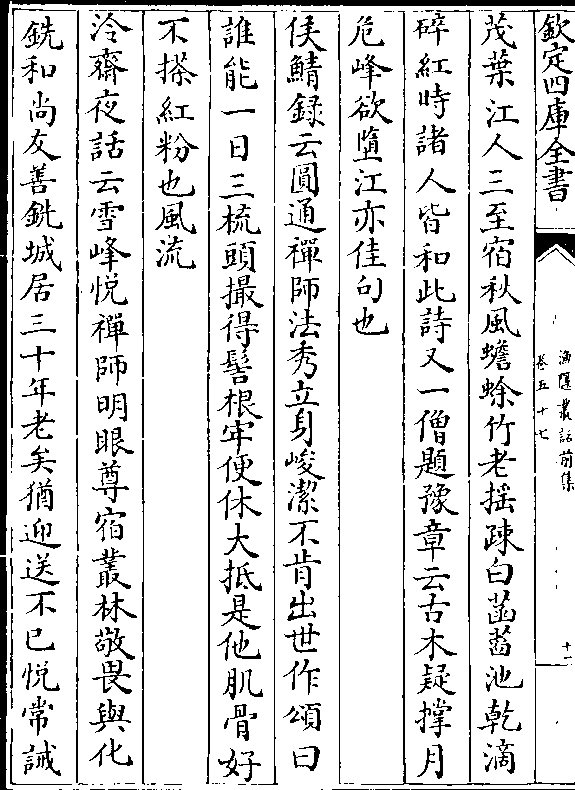 欽定四庫全書
漁隱叢話前集
卷五十七
十一
茂葉江人三至宿秋風蟾蜍竹老揺疎白菡萏池乾滴
碎紅時諸人皆和此詩又一僧題豫章云古木疑撑月
危峰欲墮江亦佳句也
侯鯖録云圓通禪師法秀立身峻潔不肯出世作頌曰
誰能一日三梳頭撮得髻根牢便休大抵是他肌骨好
不搽紅粉也風流
冷齋夜話云雪峰悦禪師明眼尊宿叢林敬畏與化
銑和尚友善銑城居三十年老矣猶迎送不已悦常誡